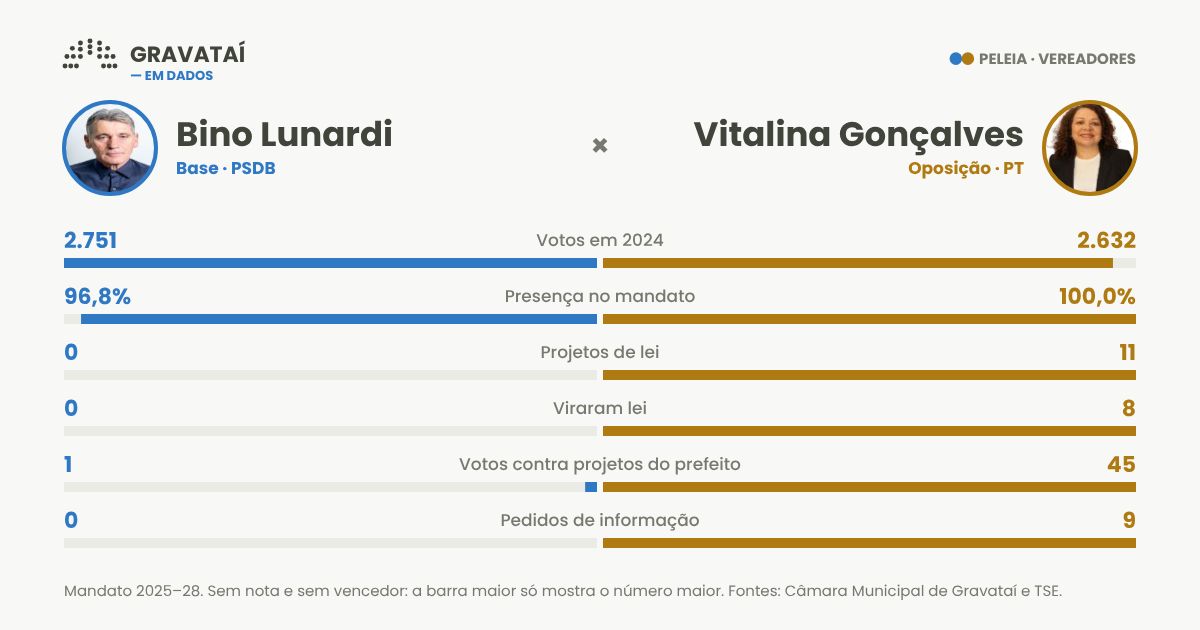 GRAVATAÍ
— EM DADOS
PELEIA · VEREADORES
Bino Lunardi
Base · PSDB
×
Vitalina Gonçalves
Oposição · PT
2.751 Votos em 2024 2.632
96,8% Presença no mandato 100,0%
0 Projetos de lei 11
0 Viraram lei 8
1 Votos contra projetos do prefeito 45
0 Pedidos de informação 9
Mandato 2025–28. Sem nota e sem vencedor: a barra maior só mostra o número maior. Fontes: Câmara Municipal de Gravataí e TSE.